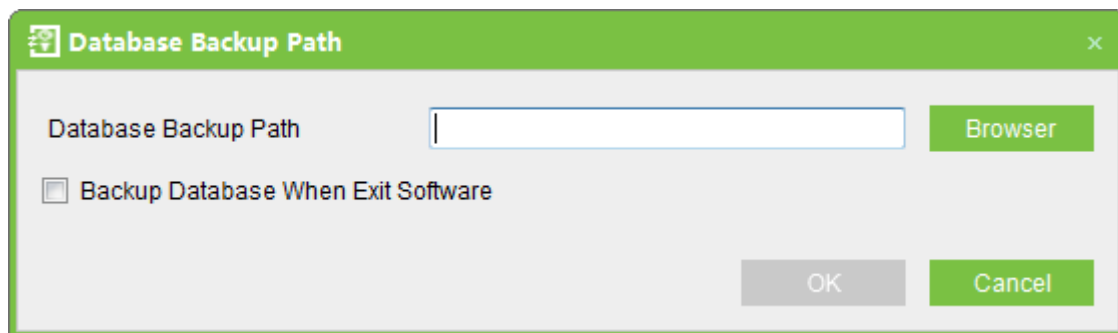 Database Backup Path
Database Backup Path
Browser
Backup Database When Exit Software
OK
Cancel